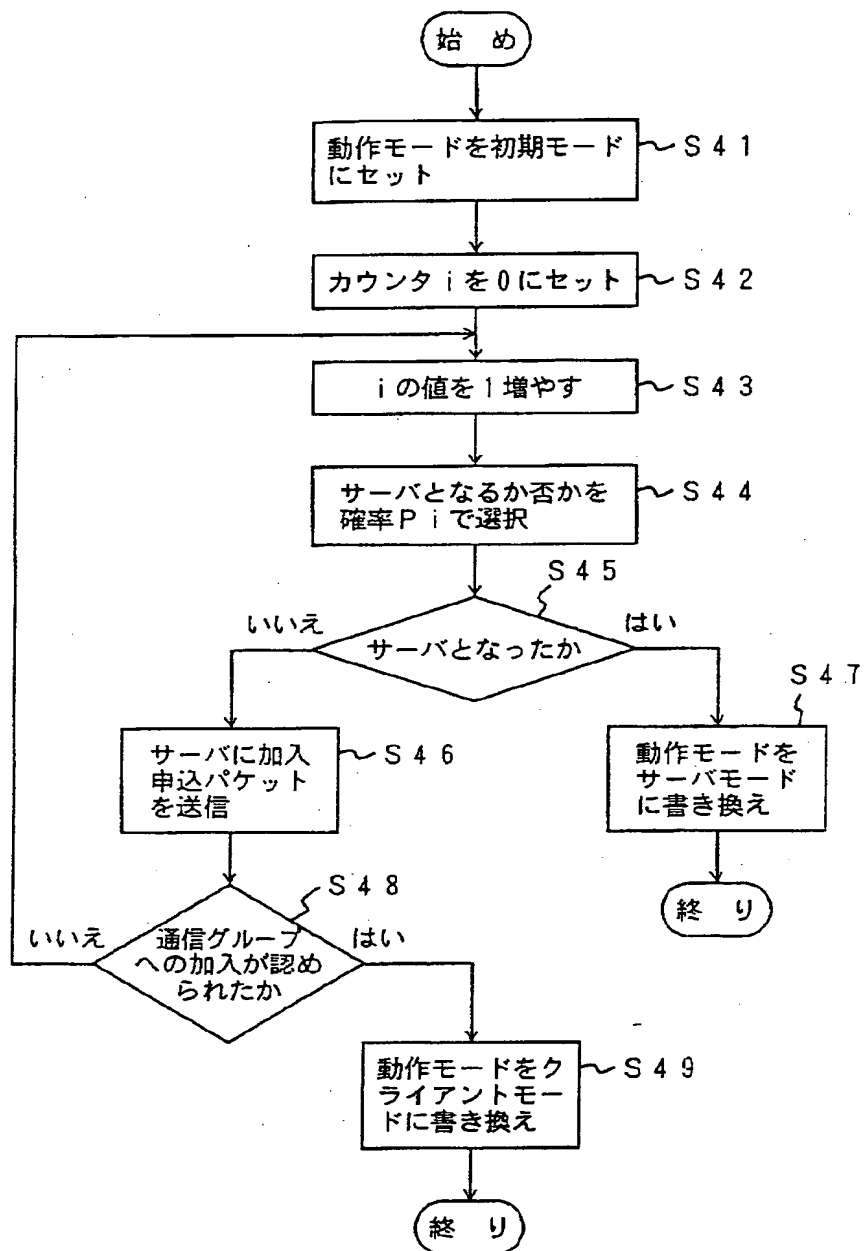 始 め
動作モードを初期モード
にセット
S41
カウンタiを0にセット
S42
iの値を1増やす
S43
サーバとなるか否かを
確率Piで選択
S44
S45
いいえ
サーバとなったか
はい
S47
サーバに加入
申込パケット
を送信
S46
動作モードを
サーバモード
に書き換え
S48
終 り
いいえ
通信グループ
への加入が認め
られたか
はい
動作モードをク
ライアントモー
ドに書き換え
S49
終 り